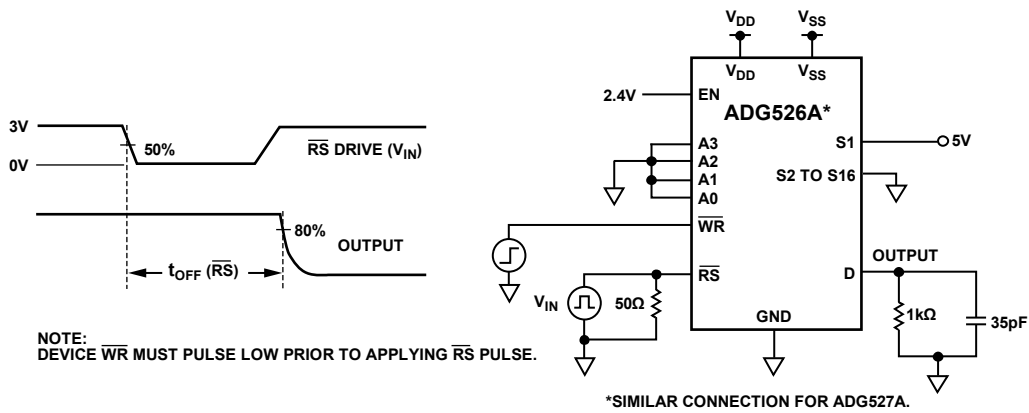 3V
0V
50%
RS DRIVE (VIN)
80%
OUTPUT
tOFF (RS)
NOTE:
DEVICE WR MUST PULSE LOW PRIOR TO APPLYING RS PULSE.
VDD
VSS
VDD
VSS
2.4V
EN
ADG526A*
A3
A2
A1
A0
S1
5V
S2 TO S16
WR
RS
VIN
50Ω
D
OUTPUT
GND
1kΩ
35pF
*SIMILAR CONNECTION FOR ADG527A.